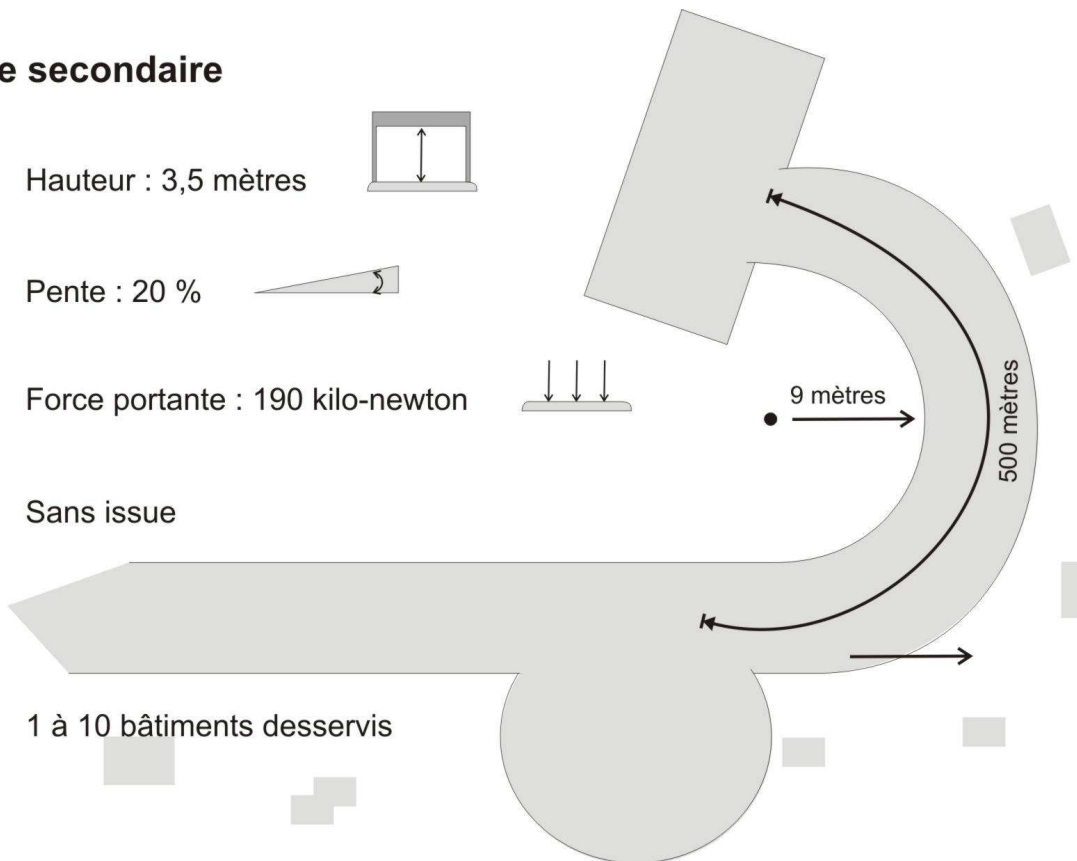 e secondaire
Hauteur : 3,5 mètres
Pente : 20 %
Force portante : 190 kilo-newton
9 mètres
500 mètres
Sans issue
1 à 10 bâtiments desservis